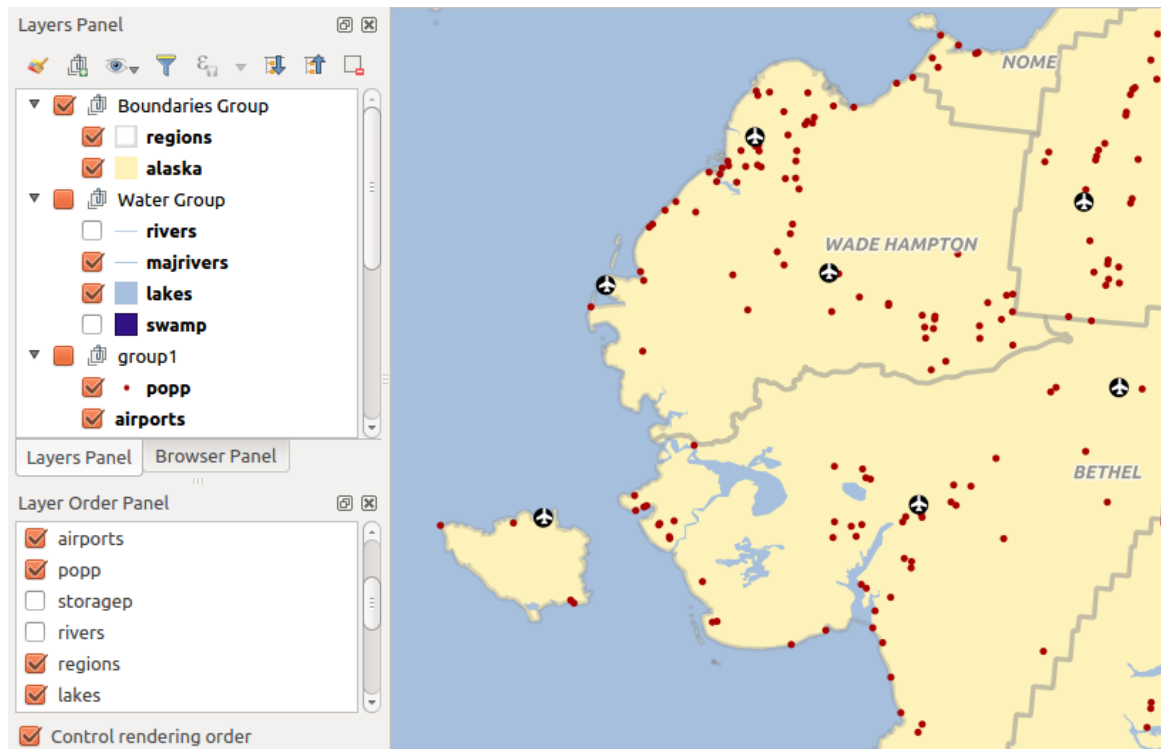 Layers Panel
Boundaries Group
regions
alaska
Water Group
rivers
majrivers
lakes
swamp
group1
popp
airports
Layers Panel
Browser Panel
Layer Order Panel
airports
popp
storagep
rivers
regions
lakes
Control rendering order
NOME
WADE HAMPTON
BETHEL